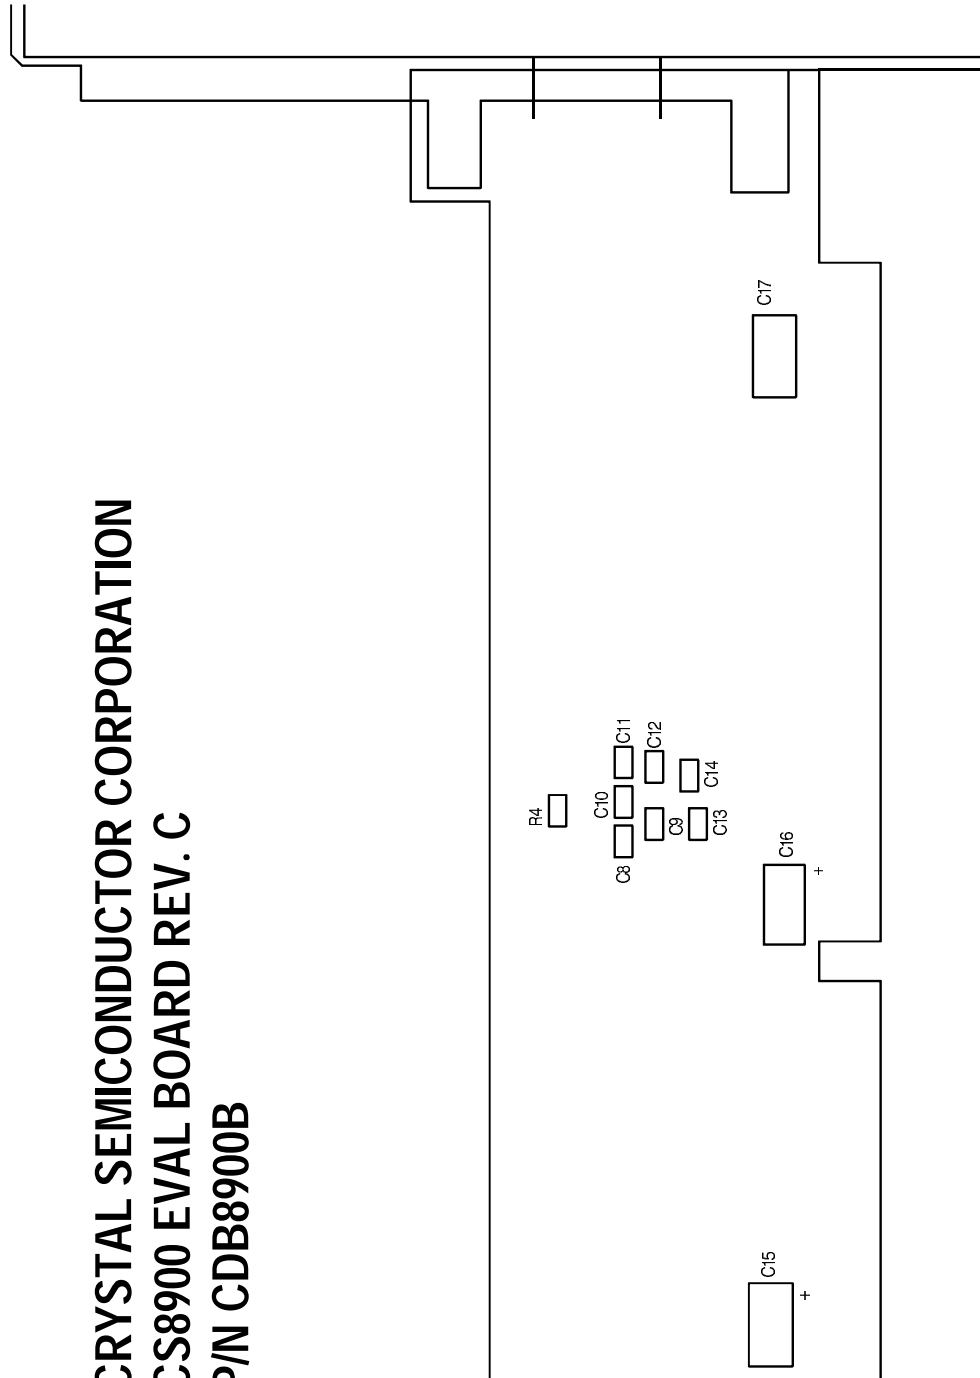 CRYSTAL SEMICONDUCTOR CORPORATION
CS8900 EVAL BOARD REV. C
P/N CDB8900B
C17
C11
C12
C14
C10
R4
C9
C13
C8
C16
+
C15
+